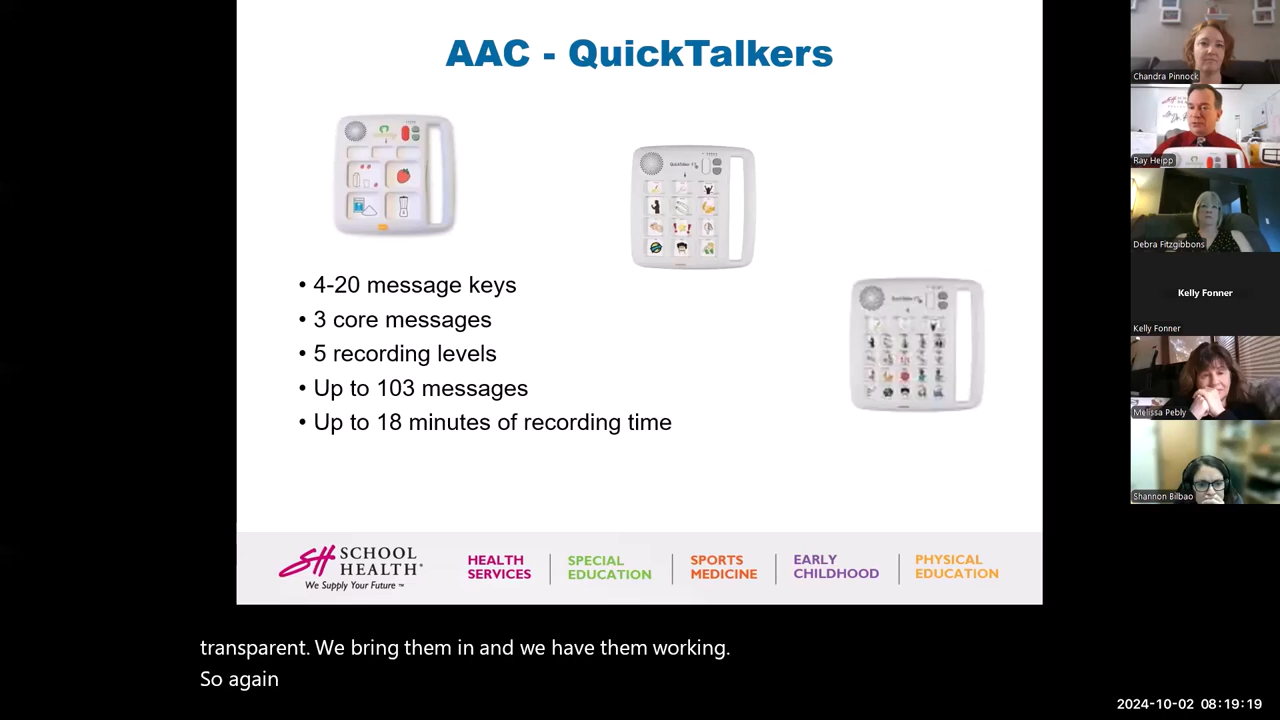 AAC - QuickTalkers
• 4-20 message keys
• 3 core messages
• 5 recording levels
• Up to 103 messages
• Up to 18 minutes of recording time
SH SCHOOL HEALTH®
We Supply Your Future ™
HEALTH SERVICES
SPECIAL EDUCATION
SPORTS MEDICINE
EARLY CHILDHOOD
PHYSICAL EDUCATION
transparent. We bring them in and we have them working.
So again
Chandra Pinnock
Ray Heipp
Debra Fitzgibbons
Kelly Fonner
Kelly Fonner
Melissa Pebly
Shannon Bilbao
2024-10-02 08:19:19